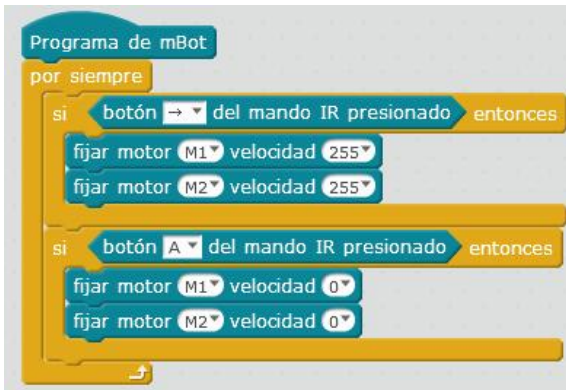 Programa de mBot
por siempre
si botón → del mando IR presionado entonces
fijar motor M1 velocidad 255
fijar motor M2 velocidad 255
si botón A del mando IR presionado entonces
fijar motor M1 velocidad 0
fijar motor M2 velocidad 0